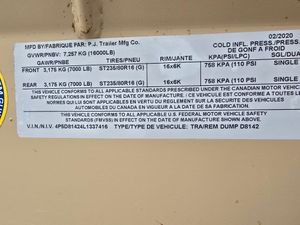 MFD BY/FABRIQUÉ PAR: P.J. Trailer Mfg Co. 02/2020
GVWR/PNBV: 7,257 KG (16000LB) COLD INFL. PRESS./PRESS.
DE GONF A FROID
GAWR/PNBE TIRES/PNEU RIM/JANTE KPA(PSI/LPC) SGL/DUAL
FRONT 3,175 KG (7000 LB) ST235/80R16 (G) 16x6K 758 KPA (110 PSI) SINGLE
REAR 3,175 KG (7000 LB) ST235/80R16 (G) 16x6K 758 KPA (110 PSI) SINGLE
THIS VEHICLE CONFORMS TO ALL APPLICABLE STANDARDS PRESCRIBED UNDER THE CANADIAN MOTOR VEHICLE
SAFETY REGULATIONS IN EFFECT ON THE DATE OF MANUFACTURE / CE VEHICULE EST CONFORME A TOUTES LES
NORMES QUI LUI SONT APPLICABLES EN VERTU DU REGLEMENT SUR LA SECURITE DES VEHICULES
AUTOMOBILES DU CANADA EN VIGUEUR A LA DATE DE SA FABRICATION.
THIS VEHICLE CONFORMS TO ALL APPLICABLE U.S. FEDERAL MOTOR VEHICLE SAFETY STANDARDS
SAFETY STANDARDS (FMVSS) IN EFFECT ON THE DATE OF MANUFACTURE SHOWN ABOVE.
V.I.N./N.I.V. 4P5D81424L1337416 TYPE/TYPE DE VEHICULE: TRA/REM DUMP D8142